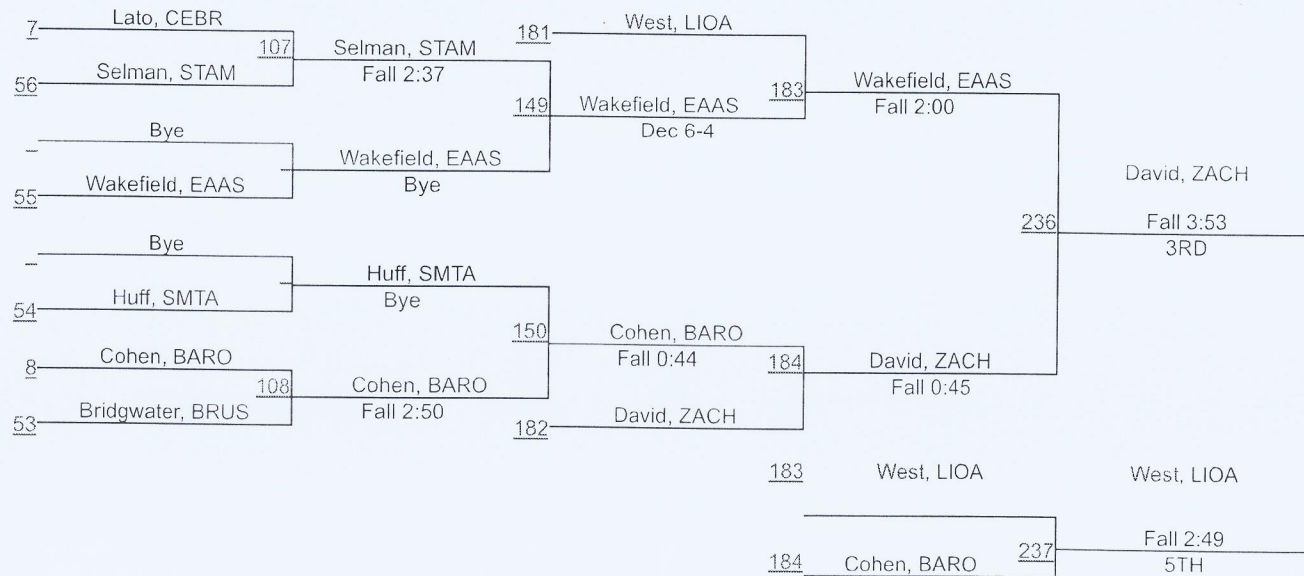 Lato, CEBR
7
107
Selman, STAM
56
Selman, STAM
Fall 2:37
Bye
-
Wakefield, EAAS
55
Wakefield, EAAS
Bye
149
Wakefield, EAAS
Dec 6-4
181
West, LIOA
183
Wakefield, EAAS
Fall 2:00
Bye
-
Huff, SMTA
54
Huff, SMTA
Bye
Cohen, BARO
8
108
Bridgwater, BRUS
53
Cohen, BARO
Fall 2:50
150
Cohen, BARO
Fall 0:44
182
David, ZACH
184
David, ZACH
Fall 0:45
236
David, ZACH
Fall 3:53
3RD
183
West, LIOA
184
Cohen, BARO
237
West, LIOA
Fall 2:49
5TH